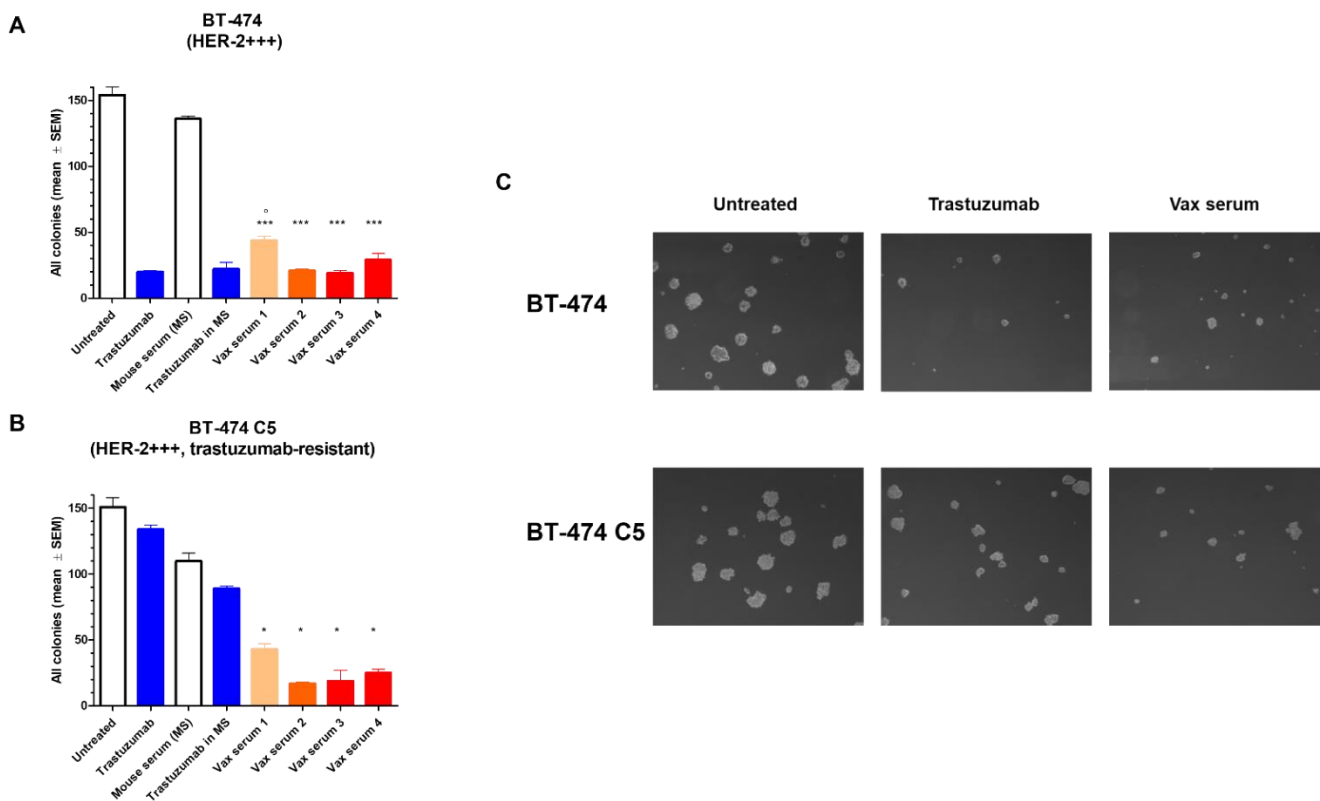 A
BT-474
(HER-2+++)
All colonies (mean ± SEM)
150
100
50
0
°
*** *** *** ***
Untreated
Trastuzumab
Mouse serum (MS)
Trastuzumab in MS
Vax serum 1
Vax serum 2
Vax serum 3
Vax serum 4
B
BT-474 C5
(HER-2+++, trastuzumab-resistant)
All colonies (mean ± SEM)
150
100
50
0
* * * *
Untreated
Trastuzumab
Mouse serum (MS)
Trastuzumab in MS
Vax serum 1
Vax serum 2
Vax serum 3
Vax serum 4
C
Untreated Trastuzumab Vax serum
BT-474
BT-474 C5